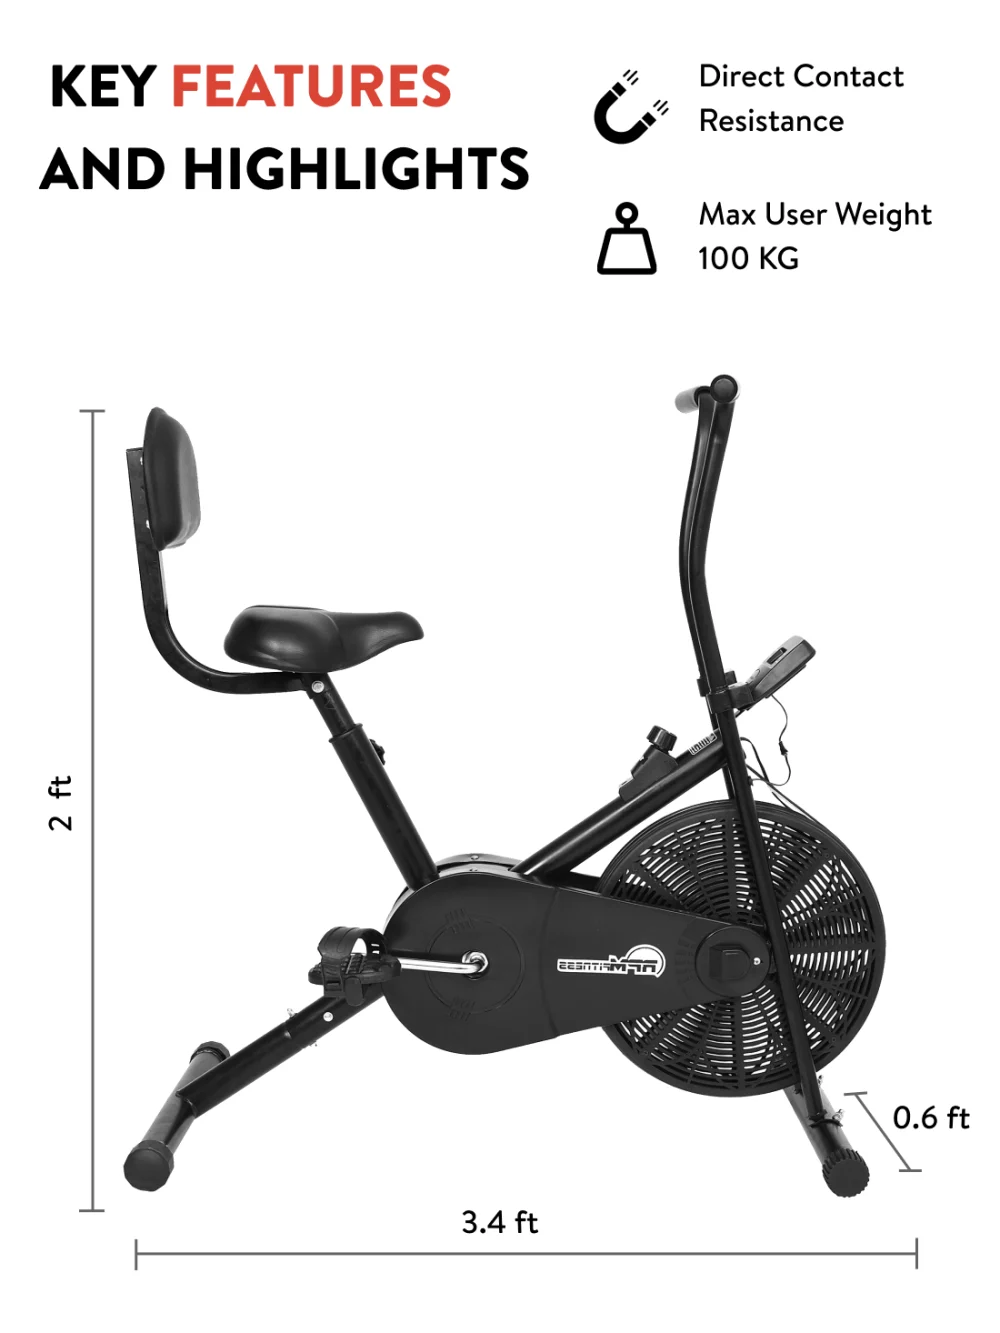 KEY FEATURES
AND HIGHLIGHTS
Direct Contact
Resistance
Max User Weight
100 KG
2 ft
FITNESS
0.6 ft
3.4 ft